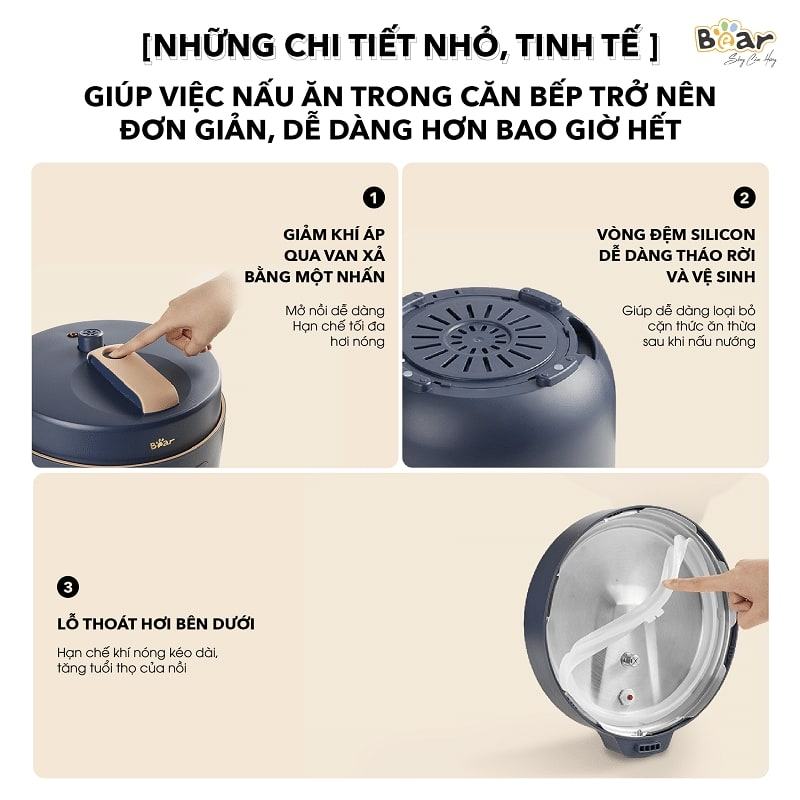 [NHỮNG CHI TIẾT NHỎ, TINH TẾ ]
Bear
Sống Cân Hứng
GIÚP VIỆC NẤU ĂN TRONG CĂN BẾP TRỞ NÊN
ĐƠN GIẢN, DỄ DÀNG HƠN BAO GIỜ HẾT
1
GIẢM KHÍ ÁP
QUA VAN XẢ
BẰNG MỘT NHẤN
Mở nồi dễ dàng
Hạn chế tối đa
hơi nóng
Bear
2
VÒNG ĐỆM SILICON
DỄ DÀNG THÁO RỜI
VÀ VỆ SINH
Giúp dễ dàng loại bỏ
cặn thức ăn thừa
sau khi nấu nướng
3
LỖ THOÁT HƠI BÊN DƯỚI
Hạn chế khí nóng kéo dài,
tăng tuổi thọ của nồi